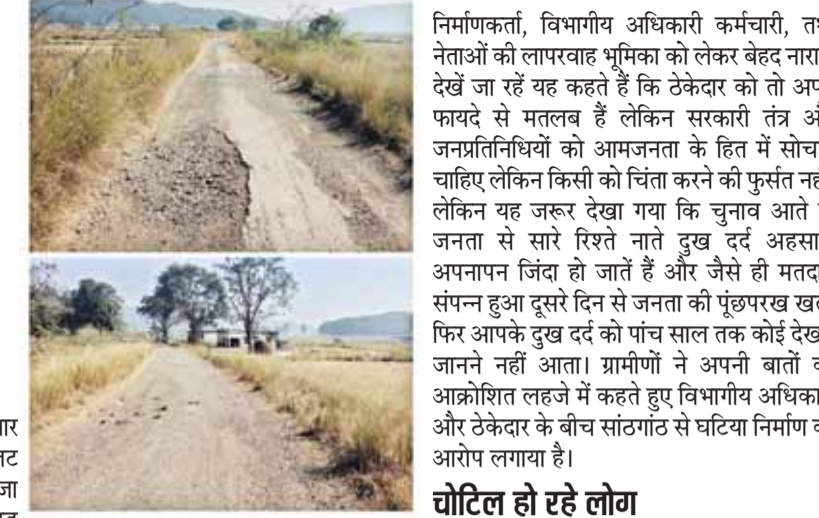 निर्माणकर्ता, विभागीय अधिकारी कर्मचारी,
नेताओं की लापरवाह भूमिका को लेकर बेहद
देखें जा रहें यह कहते हैं कि ठेकेदार को तो
फायदे से मतलब हैं लेकिन सरकारी तंत्र
जनप्रतिनिधियों को आमजनता के हित में
चाहिए लेकिन किसी को चिंता करने की फुर्सत
लेकिन यह जरूर देखा गया कि चुनाव आते
जनता से सारे रिश्ते नाते दुख दर्द
अपनापन जिंदा हो जातें हैं और जैसे ही
संपन्न हुआ दूसरे दिन से जनता की पूंछपरख
फिर आपके दुख दर्द को पांच साल तक कोई
जानने नहीं आता। ग्रामीणों ने अपनी बातों
आक्रोशित लहजे में कहते हुए विभागीय
और ठेकेदार के बीच सांठगांठ से घटिया निर्माण
आरोप लगाया है।
चोटिल हो रहे लोग